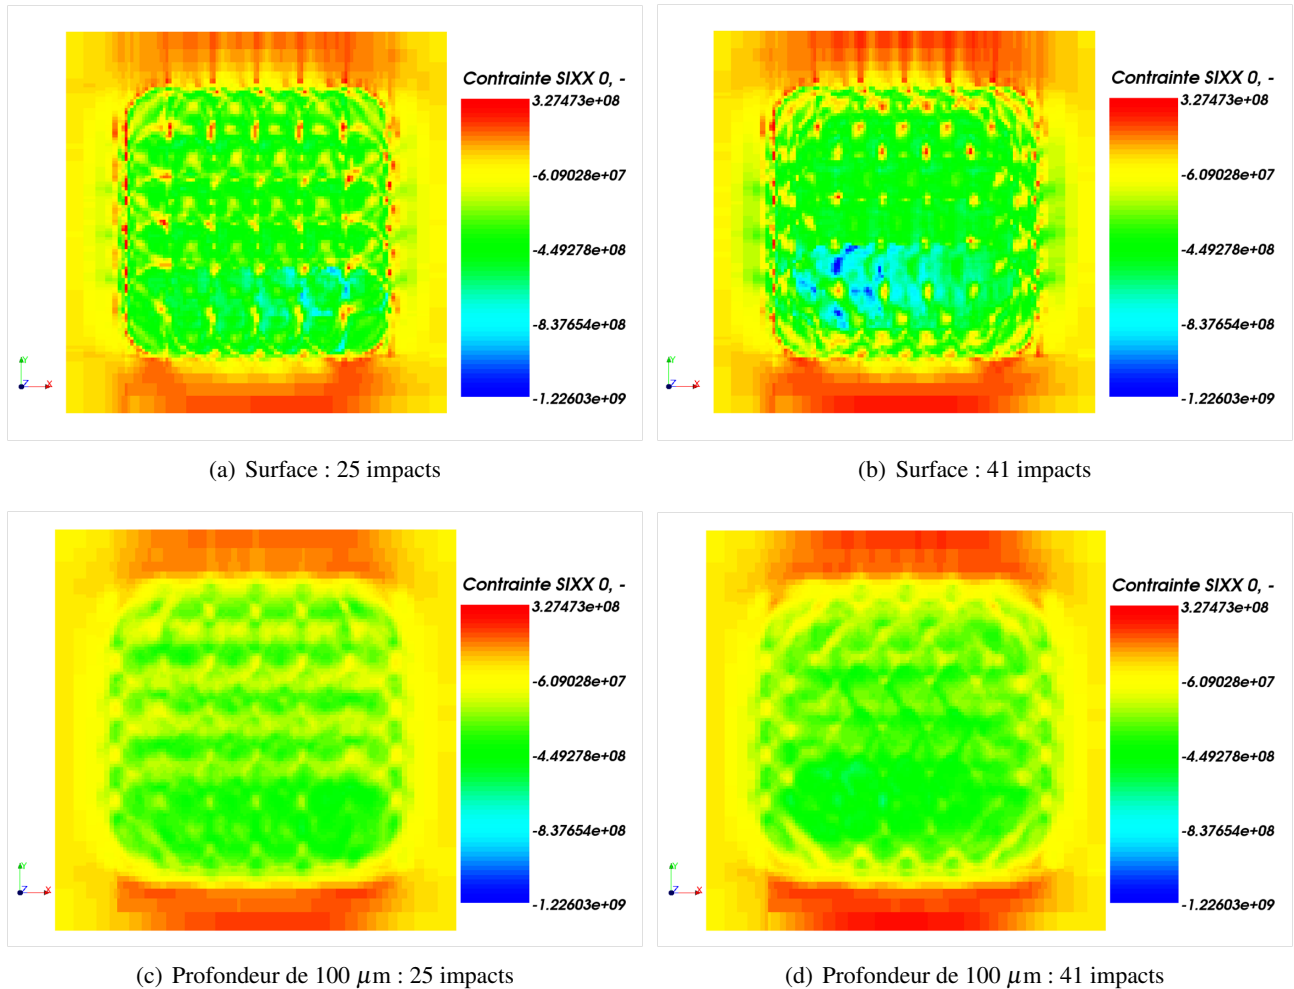 Contrainte SIXX 0, -
3.27473e+08
-6.09028e+07
-4.49278e+08
-8.37654e+08
-1.22603e+09
Y
Z
X
(a) Surface : 25 impacts
Contrainte SIXX 0, -
3.27473e+08
-6.09028e+07
-4.49278e+08
-8.37654e+08
-1.22603e+09
Y
Z
X
(b) Surface : 41 impacts
Contrainte SIXX 0, -
3.27473e+08
-6.09028e+07
-4.49278e+08
-8.37654e+08
-1.22603e+09
Y
Z
X
(c) Profondeur de 100 μm : 25 impacts
Contrainte SIXX 0, -
3.27473e+08
-6.09028e+07
-4.49278e+08
-8.37654e+08
-1.22603e+09
Y
Z
X
(d) Profondeur de 100 μm : 41 impacts